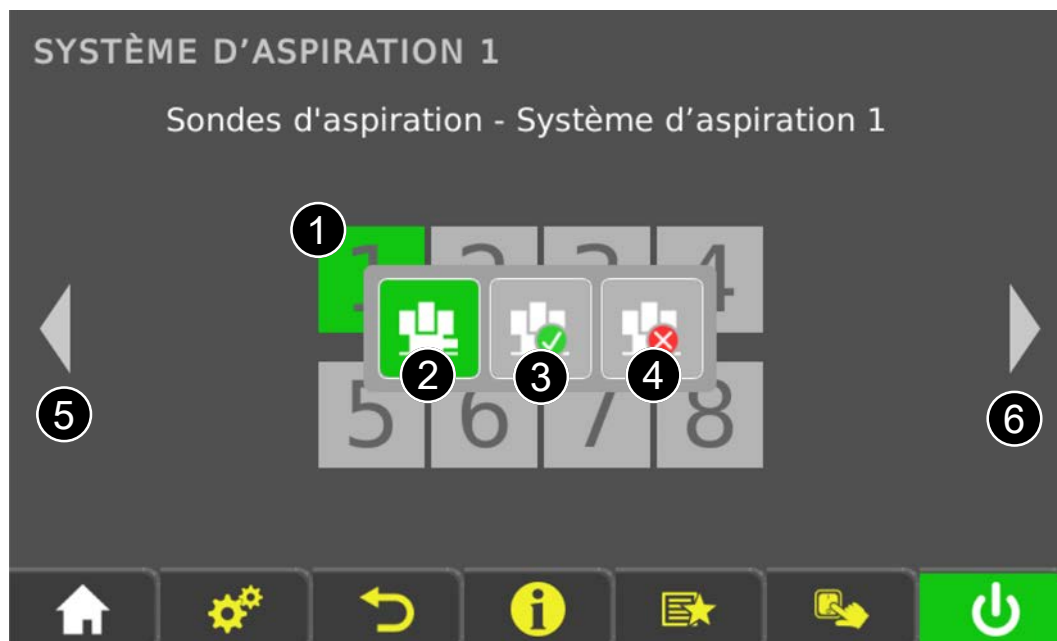 SYSTÈME D’ASPIRATION 1
Sondes d'aspiration - Système d’aspiration 1
1
1 2 3 4
2 3 4
5 6
5 6 7 8